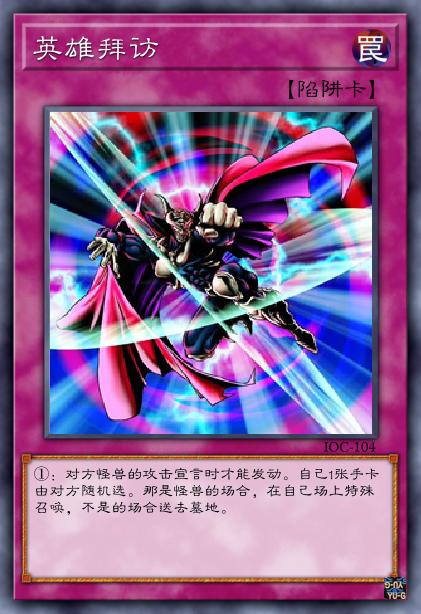 英雄拜访
罠
【陷阱卡】
IOC-104
①：对方怪兽的攻击宣言时才能发动。自己1张手卡
由对方随机选。那是怪兽的场合，在自己场上特殊
召唤，不是的场合送去墓地。